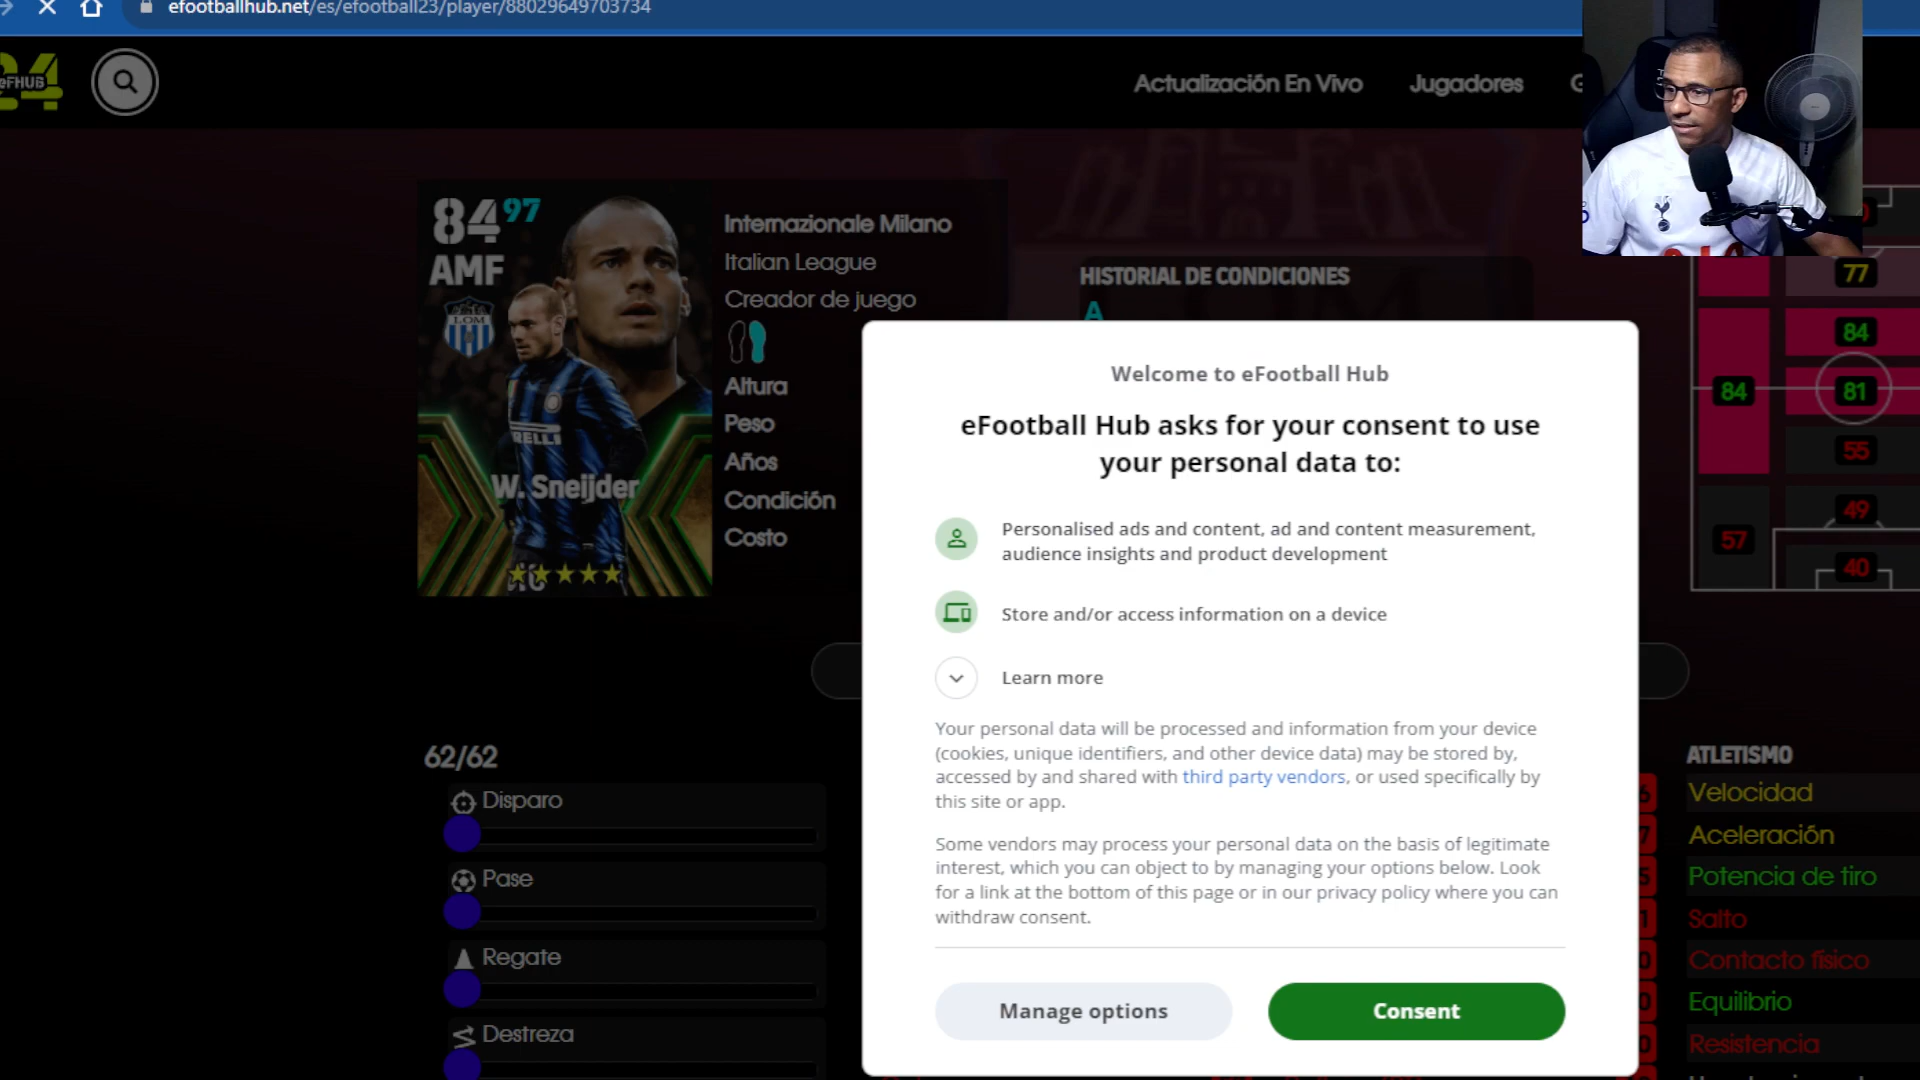 efootballhub.net/es/efootball23/player/88029649703734
24
eFHUB
Actualización En Vivo
Jugadores
84 97
AMF
W. Sneijder
Internazionale Milano
Italian League
Creador de juego
Altura
Peso
Años
Condición
Costo
HISTORIAL DE CONDICIONES
A
77
84
84
81
55
49
57
40
Welcome to eFootball Hub
eFootball Hub asks for your consent to use
your personal data to:
Personalised ads and content, ad and content measurement,
audience insights and product development
Store and/or access information on a device
Learn more
Your personal data will be processed and information from your device
(cookies, unique identifiers, and other device data) may be stored by,
accessed by and shared with third party vendors, or used specifically by
this site or app.
Some vendors may process your personal data on the basis of legitimate
interest, which you can object to by managing your options below. Look
for a link at the bottom of this page or in our privacy policy where you can
withdraw consent.
Manage options
Consent
62/62
Disparo
Pase
Regate
Destreza
ATLETISMO
Velocidad
Aceleración
Potencia de tiro
Salto
Contacto físico
Equilibrio
Resistencia